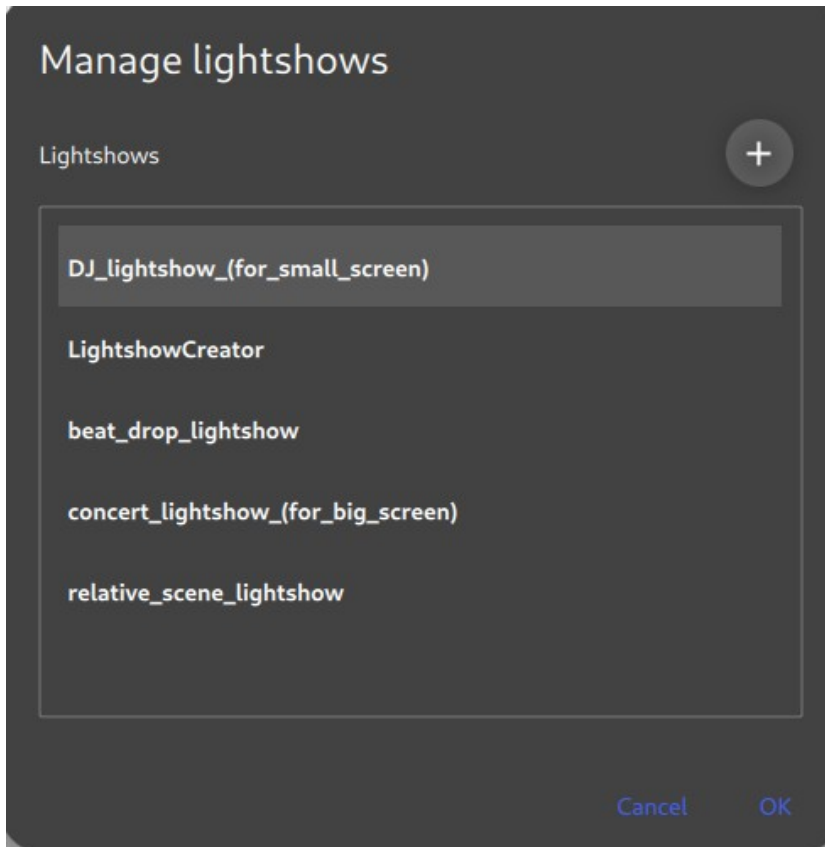 Manage lightshows
Lightshows
+
DJ_lightshow_(for_small_screen)
LightshowCreator
beat_drop_lightshow
concert_lightshow_(for_big_screen)
relative_scene_lightshow
Cancel OK